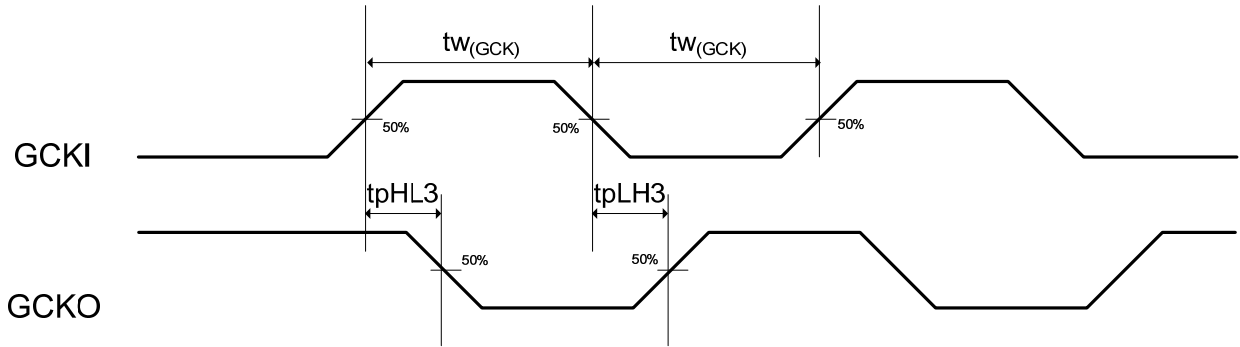 tw(GCK) tw(GCK)
50% 50% 50%
GCKI
tpHL3 tpLH3
50% 50%
GCKO